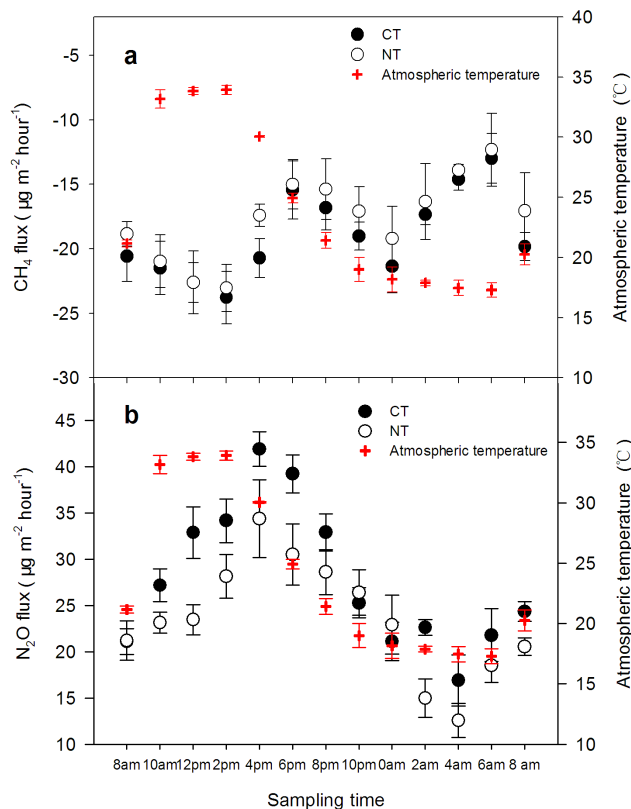 a
CT
NT
Atmospheric temperature
-5
-10
-15
-20
-25
-30
40
35
30
25
20
15
10
CH4 flux ( µg m-2 hour-1)
Atmospheric temperature (℃)
b
CT
NT
Atmospheric temperature
45
40
35
30
25
20
15
10
35
30
25
20
15
10
N2O flux ( µg m-2 hour-1)
Atmospheric temperature (℃)
8am 10am 12pm 2pm 4pm 6pm 8pm 10pm 0am 2am 4am 6am 8 am
Sampling time